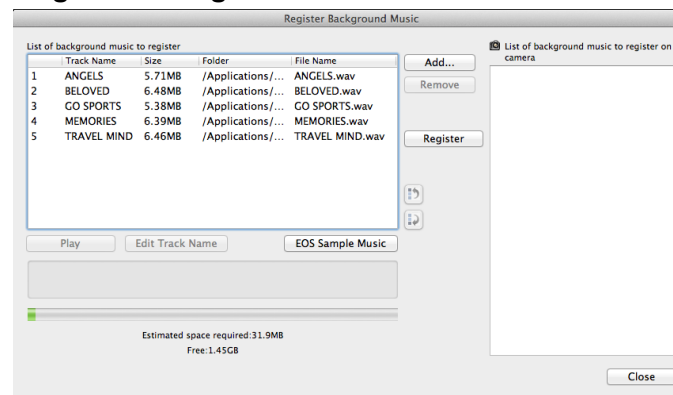 Register Background Music
List of background music to register
Track Name Size Folder File Name
1 ANGELS 5.71MB /Applications/... ANGELS.wav
2 BELOVED 6.48MB /Applications/... BELOVED.wav
3 GO SPORTS 5.38MB /Applications/... GO SPORTS.wav
4 MEMORIES 6.39MB /Applications/... MEMORIES.wav
5 TRAVEL MIND 6.46MB /Applications/... TRAVEL MIND.wav
Add...
Remove
Register
Play Edit Track Name EOS Sample Music
Estimated space required:31.9MB
Free:1.45GB
List of background music to register on
camera
Close